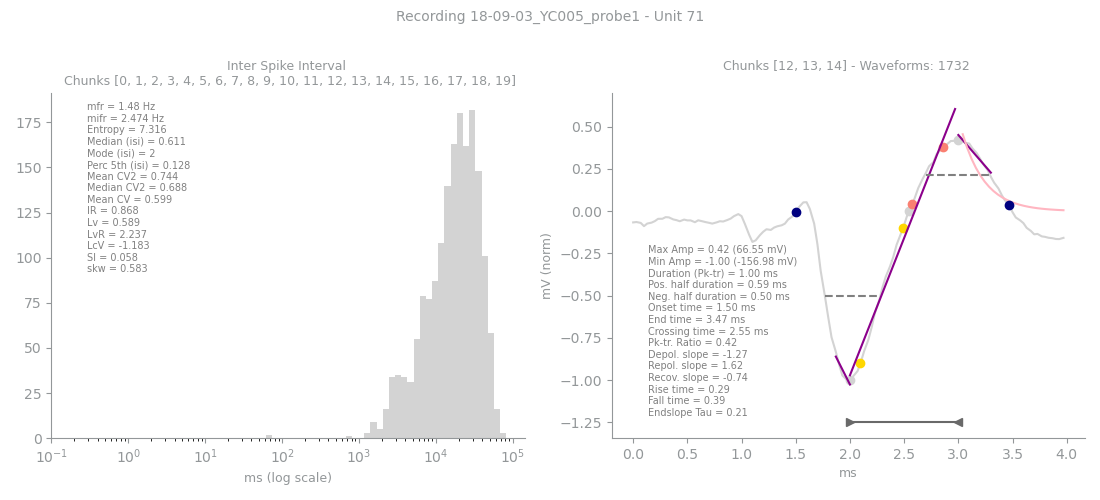 Recording 18-09-03_YC005_probe1 - Unit 71
Inter Spike Interval
Chunks [0, 1, 2, 3, 4, 5, 6, 7, 8, 9, 10, 11, 12, 13, 14, 15, 16, 17, 18, 19]
mfr = 1.48 Hz
mifr = 2.474 Hz
Entropy = 7.316
Median (isi) = 0.611
Mode (isi) = 2
Perc 5th (isi) = 0.128
Mean CV2 = 0.744
Median CV2 = 0.688
Mean CV = 0.599
IR = 0.868
Lv = 0.589
LvR = 2.237
LcV = -1.183
SI = 0.058
skw = 0.583
175
150
125
100
75
50
25
0
10⁻¹ 10⁰ 10¹ 10² 10³ 10⁴ 10⁵
ms (log scale)
Chunks [12, 13, 14] - Waveforms: 1732
mV (norm)
0.50
0.25
0.00
−0.25
−0.50
−0.75
−1.00
−1.25
Max Amp = 0.42 (66.55 mV)
Min Amp = -1.00 (-156.98 mV)
Duration (Pk-tr) = 1.00 ms
Pos. half duration = 0.59 ms
Neg. half duration = 0.50 ms
Onset time = 1.50 ms
End time = 3.47 ms
Crossing time = 2.55 ms
Pk-tr. Ratio = 0.42
Depol. slope = -1.27
Repol. slope = 1.62
Recov. slope = -0.74
Rise time = 0.29
Fall time = 0.39
Endslope Tau = 0.21
0.0 0.5 1.0 1.5 2.0 2.5 3.0 3.5 4.0
ms